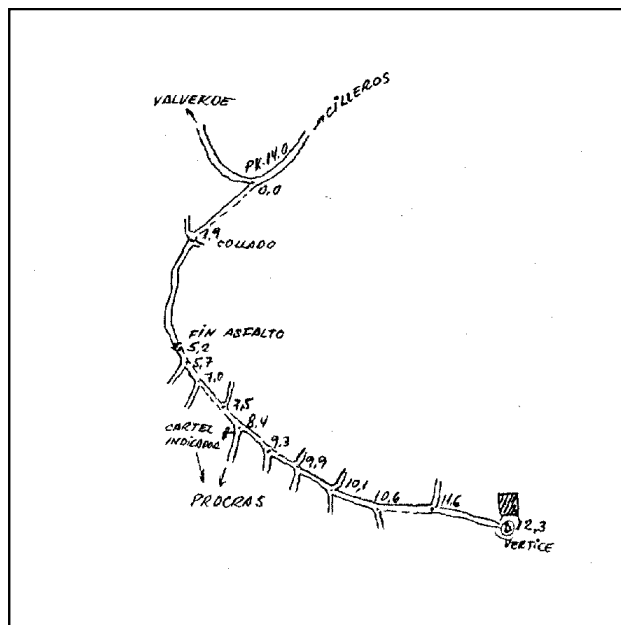 VALVERDE
CILLEROS
PK.14,0
0,0
1,9
COLLADO
FIN ASFALTO
5,2
5,7
7,0
7,5
8,4
CARTEL
INDICADOR
9,3
9,9
10,1
10,6
11,6
PROCRAS
12,3
VERTICE